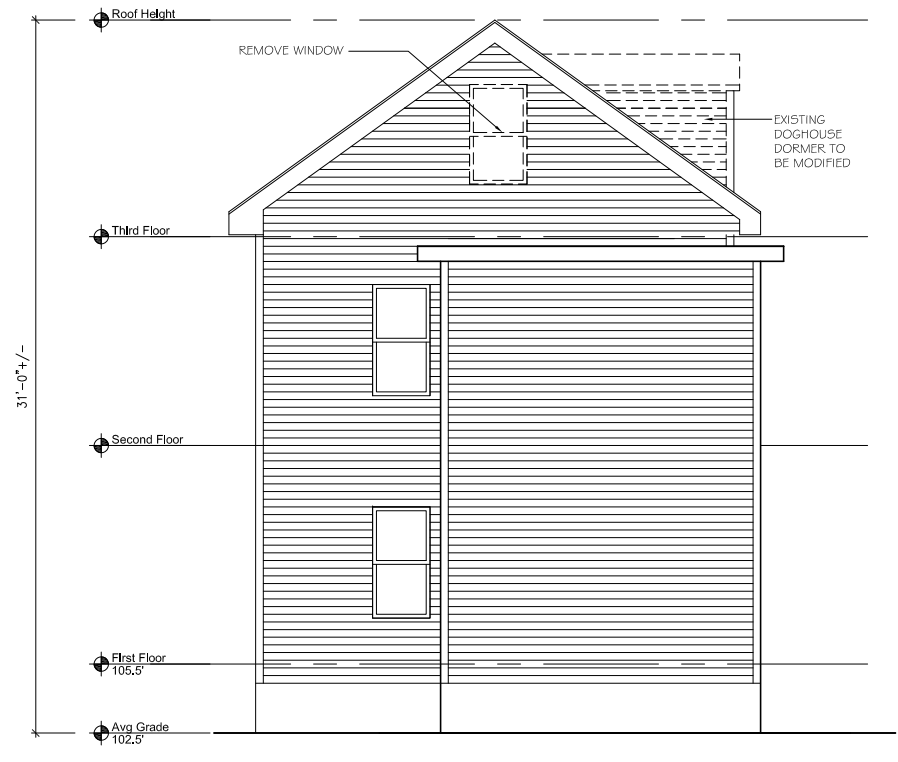 Roof Height
REMOVE WINDOW
EXISTING
DOGHOUSE
DORMER TO
BE MODIFIED
Third Floor
31'-0"+/-
Second Floor
First Floor
105.5'
Avg Grade
102.5'